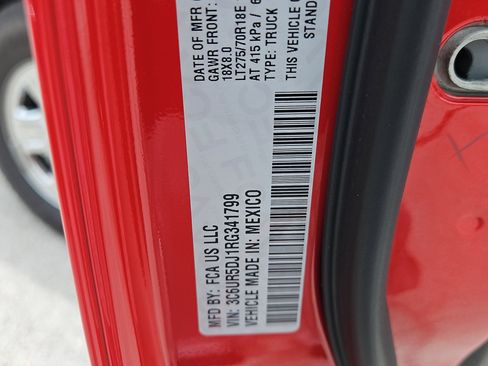 MFD BY: FCA US LLC
DATE OF MFR
GAWR FRONT:
18X8.0
LT275/70R18E
AT 415 kPa /
THIS VEHICLE
STAND
VIN: 3C6UR5DJ1RG341799
TYPE: TRUCK
VEHICLE MADE IN: MEXICO